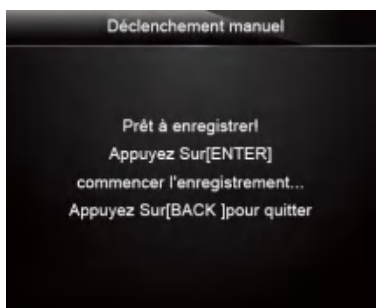 Déclenchement manuel
Prêt à enregistrer!
Appuyez Sur[ENTER]
commencer l'enregistrement...
Appuyez Sur[BACK ]pour quitter